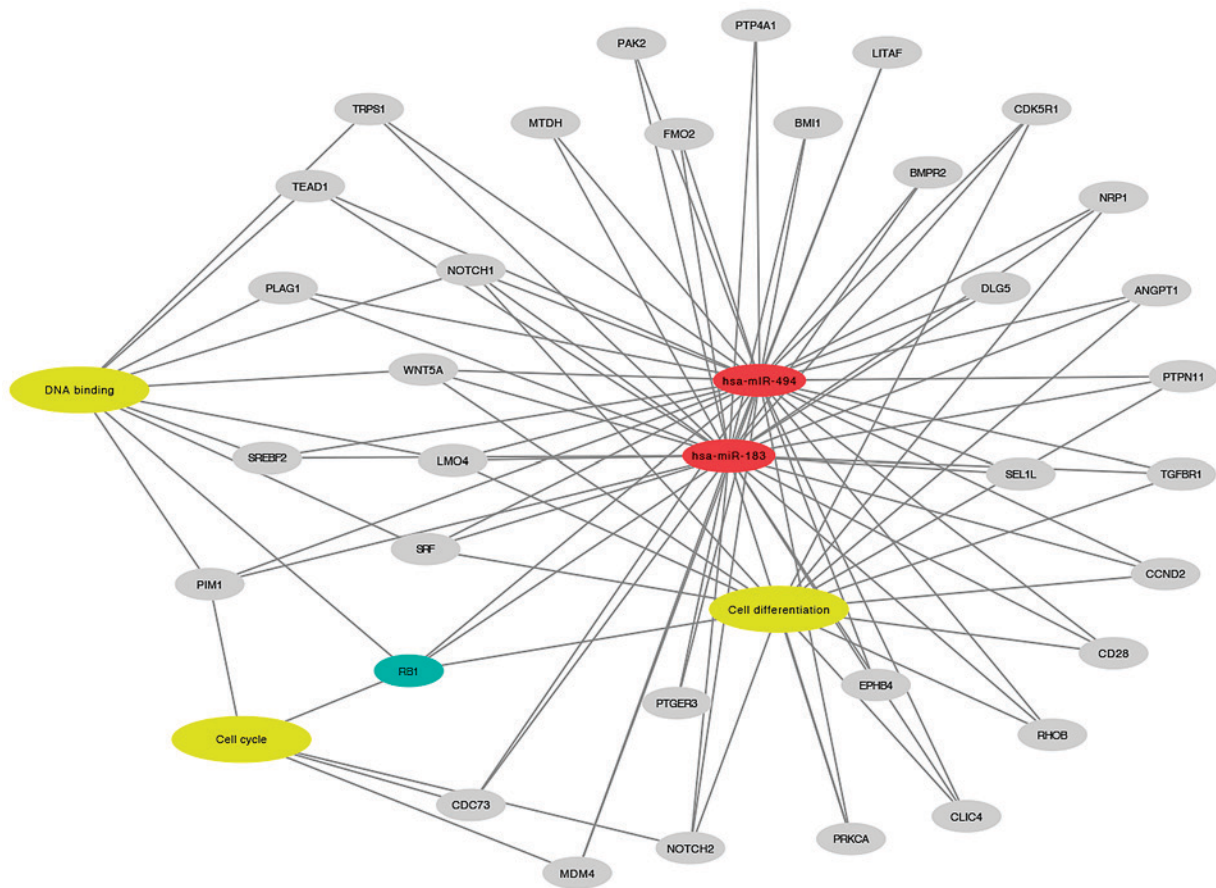 PTP4A1
PAK2
LITAF
TRPS1
CDK5R1
MTDH
BMI1
FMO2
BMPR2
TEAD1
NRP1
NOTCH1
PLAG1
DLG5
ANGPT1
WNT5A
hsa-mIR-494
PTPN11
DNA binding
hsa-miR-183
SREBF2
LMO4
SEL1L
TGFBR1
SRF
CCND2
PIM1
Cell differentiation
CD28
RB1
EPHB4
PTGER3
RHOB
Cell cycle
CDC73
CLIC4
PRKCA
NOTCH2
MDM4